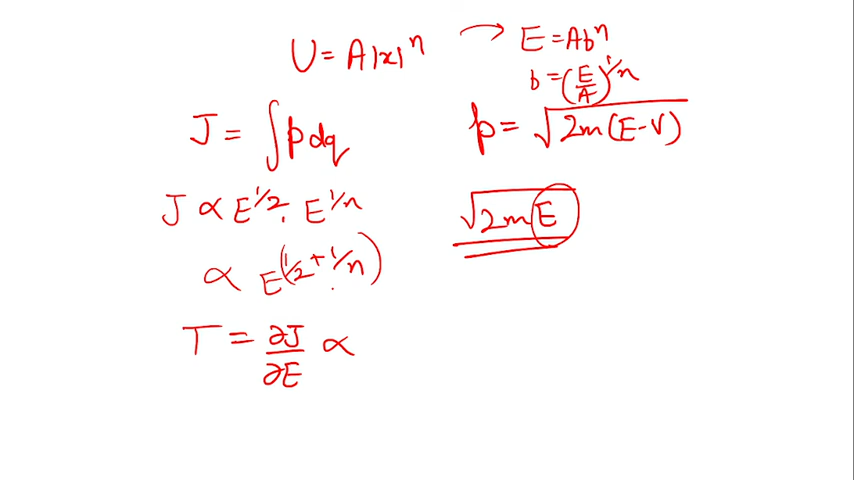 U = A|x|ⁿ → E = Abⁿ
b = (E/A)^1/n
J = ∫ p dq
p = √2m(E-V)
J ∝ E^1/2 . E^1/n
√2mE
∝ E^(1/2 + 1/n)
T = ∂J/∂E ∝